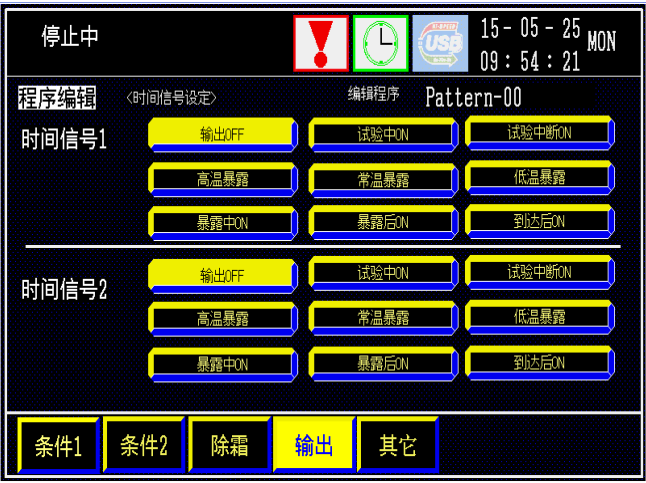 停止中
HI-SPEED
USB
15- 05 - 25 MON
09 : 54 : 21
程序编辑 〈时间信号设定〉 编辑程序 Pattern-00
时间信号1
输出OFF 试验中ON 试验中断ON
高温暴露 常温暴露 低温暴露
暴露中ON 暴露后ON 到达后ON
时间信号2
输出OFF 试验中ON 试验中断ON
高温暴露 常温暴露 低温暴露
暴露中ON 暴露后ON 到达后ON
条件1 条件2 除霜 输出 其它